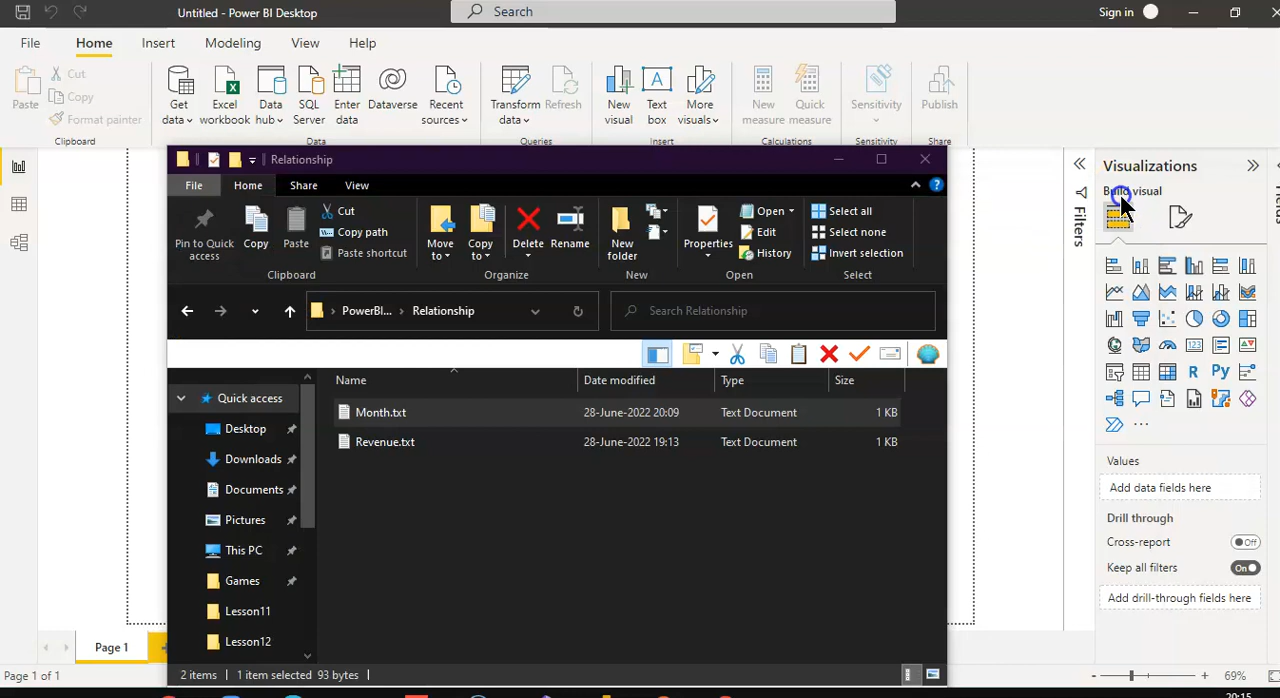 Untitled - Power BI Desktop
Search
Sign in
File Home Insert Modeling View Help
Paste
Cut
Copy
Format painter
Get data
Excel workbook
Data hub
SQL Server
Enter data
Dataverse
Recent sources
Transform data
Refresh
New visual
Text box
More visuals
New measure
Quick measure
Sensitivity
Publish
Clipboard
Data
Queries
Insert
Calculations
Sensitivity
Share
Relationship
File Home Share View
Pin to Quick access
Copy
Paste
Cut
Copy path
Paste shortcut
Move to
Copy to
Delete
Rename
New folder
Properties
Open
Edit
History
Select all
Select none
Invert selection
Clipboard
Organize
New
Open
Select
PowerBI... Relationship
Search Relationship
Name Date modified Type Size
Month.txt 28-June-2022 20:09 Text Document 1 KB
Revenue.txt 28-June-2022 19:13 Text Document 1 KB
Quick access
Desktop
Downloads
Documents
Pictures
This PC
Games
Lesson11
Lesson12
2 items 1 item selected 93 bytes
Filters
Visualizations
Build visual
R
Py
123
Values
Add data fields here
Drill through
Cross-report Off
Keep all filters On
Add drill-through fields here
Page 1
Page 1 of 1
- + 69%
20:15